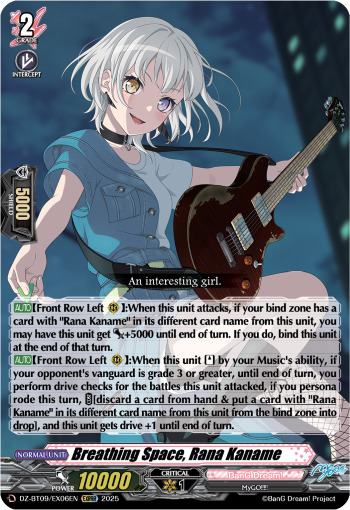 2
GRADE
INTERCEPT
5000
SHIELD
An interesting girl.
AUTO [Front Row Left ]:When this unit attacks, if your bind zone has a
card with "Rana Kaname" in its different card name from this unit, you
may have this unit get +5000 until end of turn. If you do, bind this unit
at the end of that turn.
AUTO [Front Row Left ]:When this unit by your Music's ability, if
your opponent's vanguard is grade 3 or greater, until end of turn, you
perform drive checks for the battles this unit attacked, if you persona
rode this turn, [discard a card from hand & put a card with "Rana
Kaname" in its different card name from this unit from the bind zone into
drop], and this unit gets drive +1 until end of turn.
NORMAL UNIT
Breathing Space, Rana Kaname
POWER
10000
CRITICAL
1
BanG Dream!
MyGO!!!!!
DZ-BT09/EX06EN 2025
©BanG Dream! Project